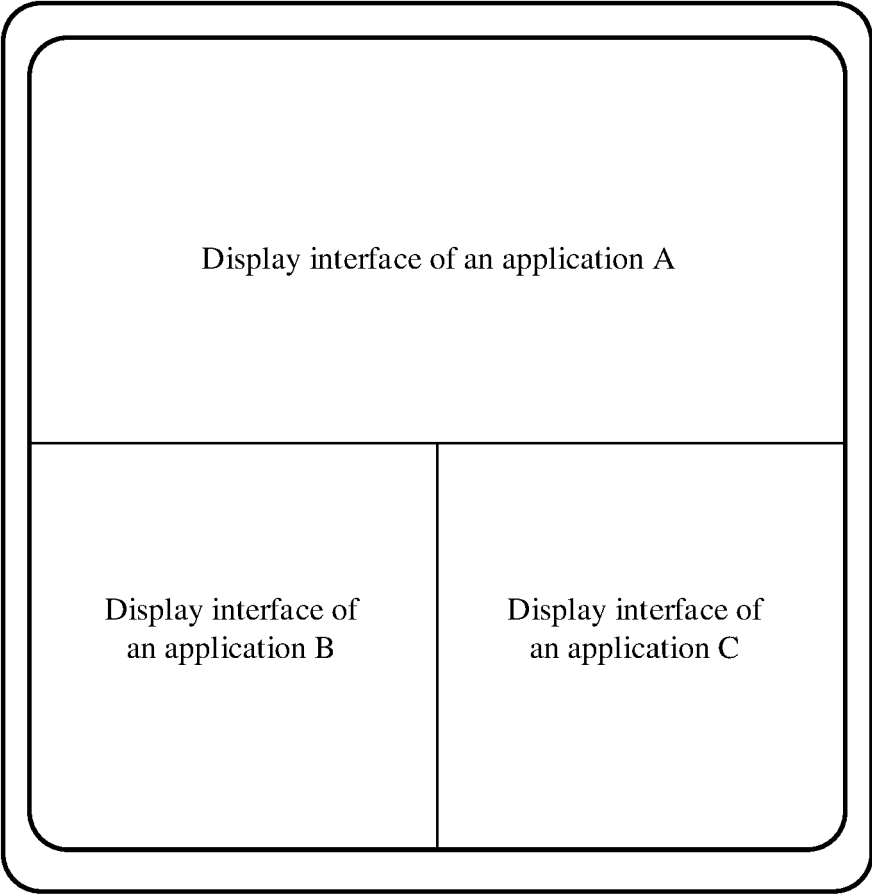 Display interface of an application A
Display interface of
an application B
Display interface of
an application C